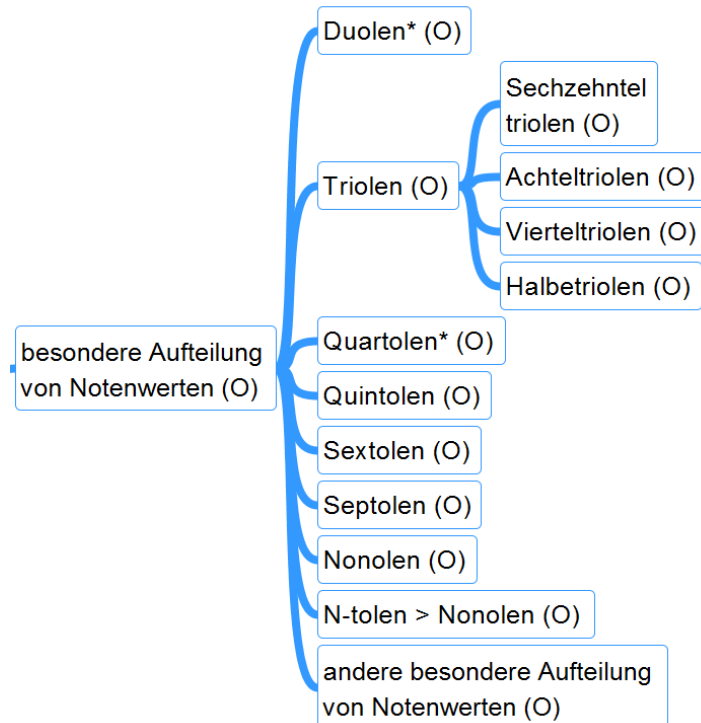 Duolen* (O)
Sechzehntel
triolen (O)
Triolen (O)
Achteltriolen (O)
Vierteltriolen (O)
Halbetriolen (O)
besondere Aufteilung
von Notenwerten (O)
Quartolen* (O)
Quintolen (O)
Sextolen (O)
Septolen (O)
Nonolen (O)
N-tolen > Nonolen (O)
andere besondere Aufteilung
von Notenwerten (O)